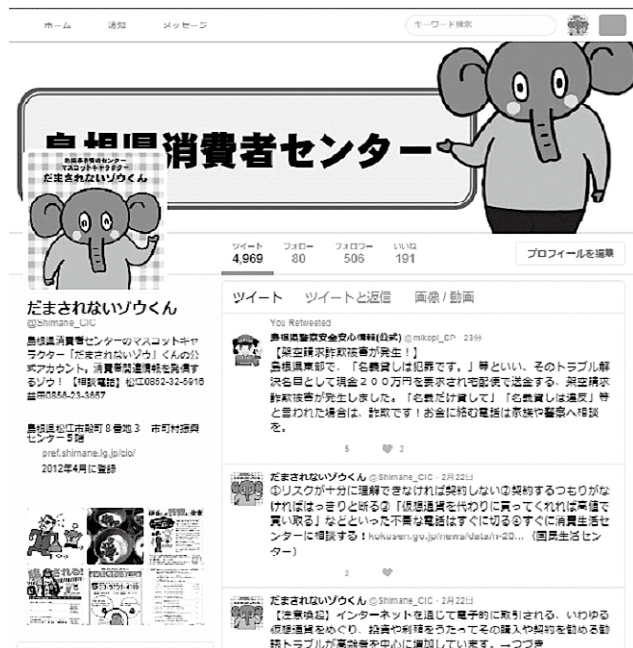 ホーム 通知 メッセージ キーワード検索
島根県消費者センター
島根県消費者センター
マスコットキャラクター
だまされないゾウくん
ツイート フォロー フォロワー いいね
4,969 80 506 191
プロフィールを編集
だまされないゾウくん
@Shimane_CIC
島根県消費者センターのマスコットキャ
ラクター「だまされないゾウ」くんの公
式アカウント。消費者関連情報を発信す
るゾウ！【相談電話】松江0852-32-5916
益田0856-23-3657
島根県松江市殿町８番地３ 市町村振興
センター５階
pref.shimane.lg.jp/cic/
2012年4月に登録
ツイート ツイートと返信 画像 / 動画
You Retweeted
島根県警察安全安心情報(公式) @mikopi_SP · 23分
【架空請求詐欺被害が発生！】
島根県東部で、「名義貸しは犯罪です。」等といい、そのトラブル解
決名目として現金２００万円を要求され宅配便で送金する、架空請求
詐欺被害が発生しました。「名義だけ貸して」「名義貸しは違反」等
と言われた場合は、詐欺です！お金に絡む電話は家族や警察へ相談
を。
5 2
だまされないゾウくん @Shimane_CIC · 2月22日
①リスクが十分に理解できなければ契約しない②契約するつもりがな
ければはっきりと断る③「仮想通貨を代わりに買ってくれれば高値で
買い取る」などといった不審な電話はすぐに切る④すぐに消費生活セ
ンターに相談する！kokusen.go.jp/news/data/n-20... （国民生活セン
ター）
2
だまされないゾウくん @Shimane_CIC · 2月22日
【注意喚起】インターネットを通じて電子的に取引される、いわゆる
仮想通貨をめぐり、投資や利殖をうたってその購入や契約を勧める勧
誘トラブルが高齢者を中心に増加しています。→つづき